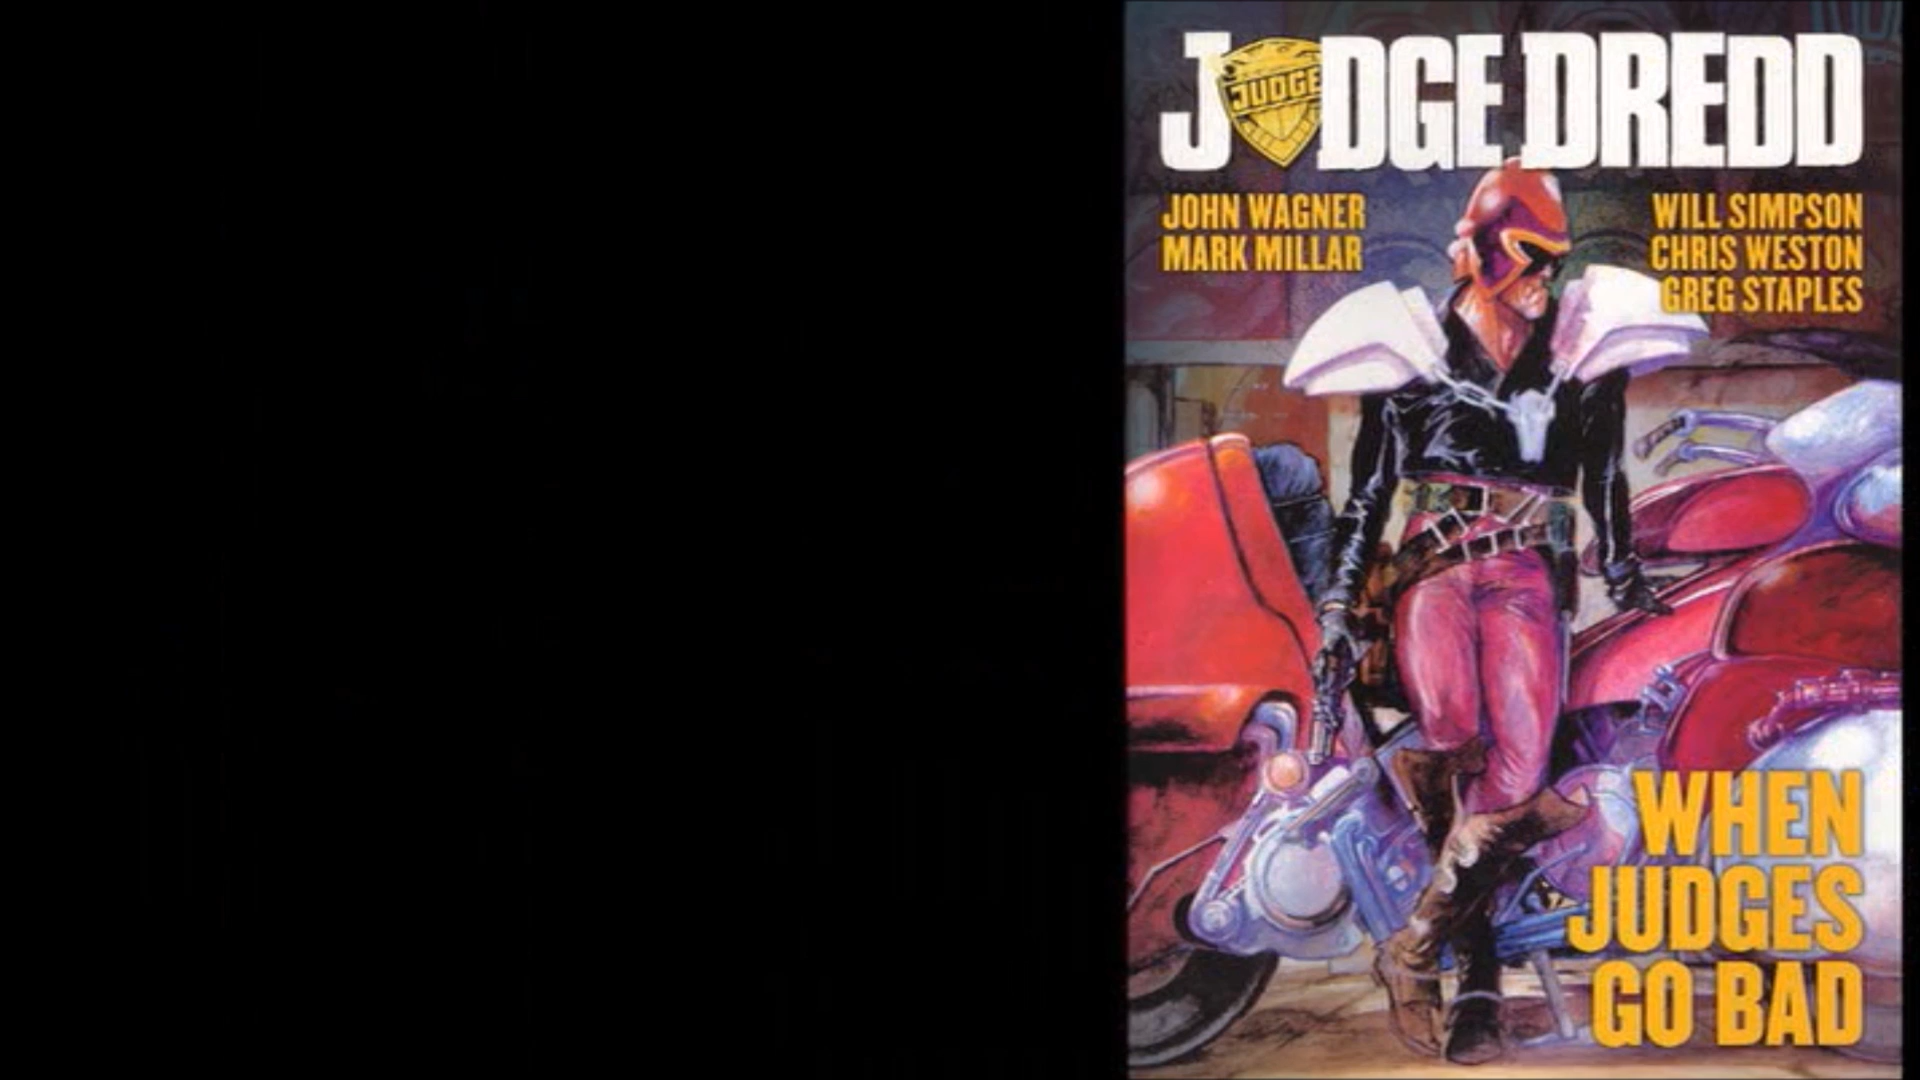 JUDGE DREDD
JUDGE
JOHN WAGNER
MARK MILLAR
WILL SIMPSON
CHRIS WESTON
GREG STAPLES
WHEN
JUDGES
GO BAD